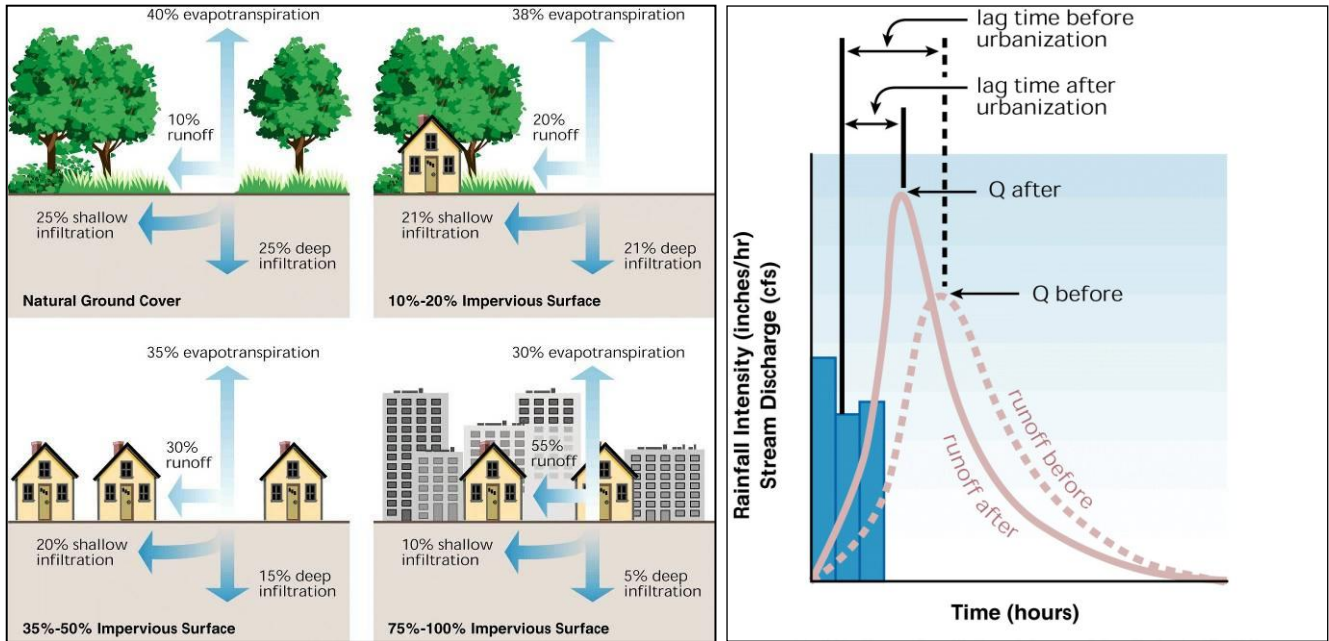 40% evapotranspiration
10%
runoff
25% shallow
infiltration
25% deep
infiltration
Natural Ground Cover
38% evapotranspiration
20%
runoff
21% shallow
infiltration
21% deep
infiltration
10%-20% Impervious Surface
35% evapotranspiration
30%
runoff
20% shallow
infiltration
15% deep
infiltration
35%-50% Impervious Surface
30% evapotranspiration
55%
runoff
10% shallow
infiltration
5% deep
infiltration
75%-100% Impervious Surface
lag time before
urbanization
lag time after
urbanization
Q after
Q before
runoff before
runoff after
Rainfall Intensity (inches/hr)
Stream Discharge (cfs)
Time (hours)